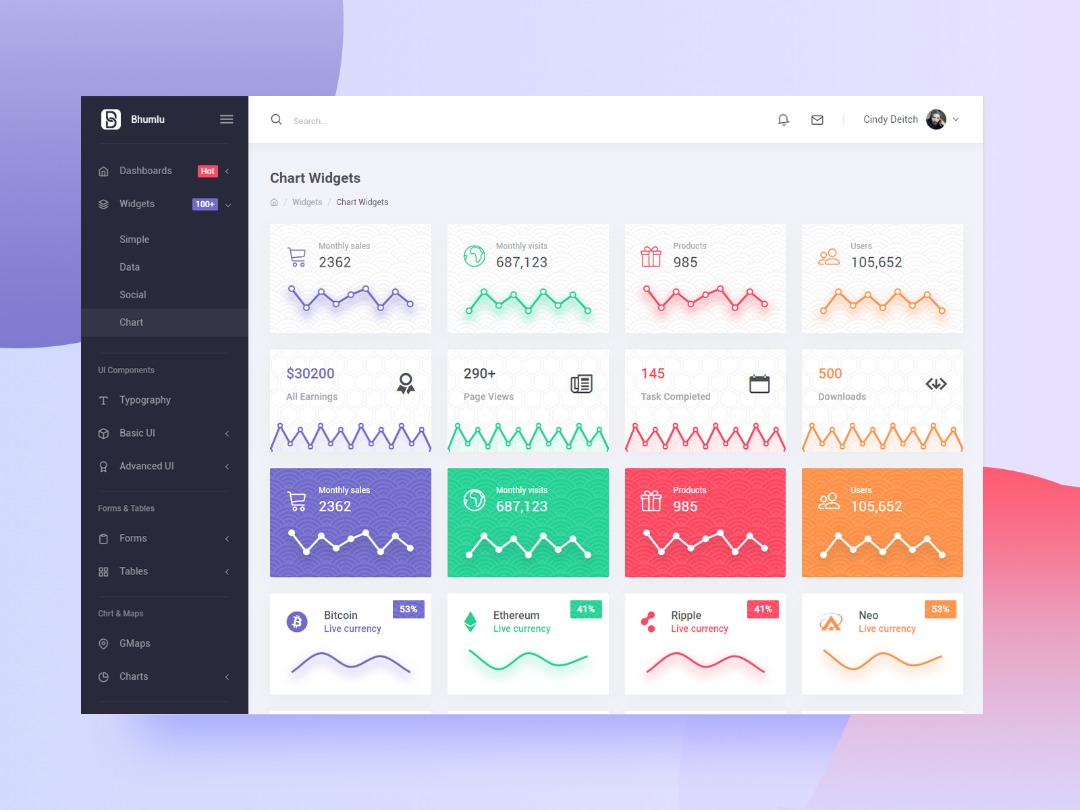 Bhumlu
Search...
Cindy Deitch
Dashboards
Hot
Widgets
100+
Simple
Data
Social
Chart
UI Components
Typography
Basic UI
Advanced UI
Forms & Tables
Forms
Tables
Chrt & Maps
GMaps
Charts
Chart Widgets
/ Widgets / Chart Widgets
Monthly sales
2362
Monthly visits
687,123
Products
985
Users
105,652
$30200
All Earnings
290+
Page Views
145
Task Completed
500
Downloads
Monthly sales
2362
Monthly visits
687,123
Products
985
Users
105,652
Bitcoin
Live currency
53%
Ethereum
Live currency
41%
Ripple
Live currency
41%
Neo
Live currency
53%